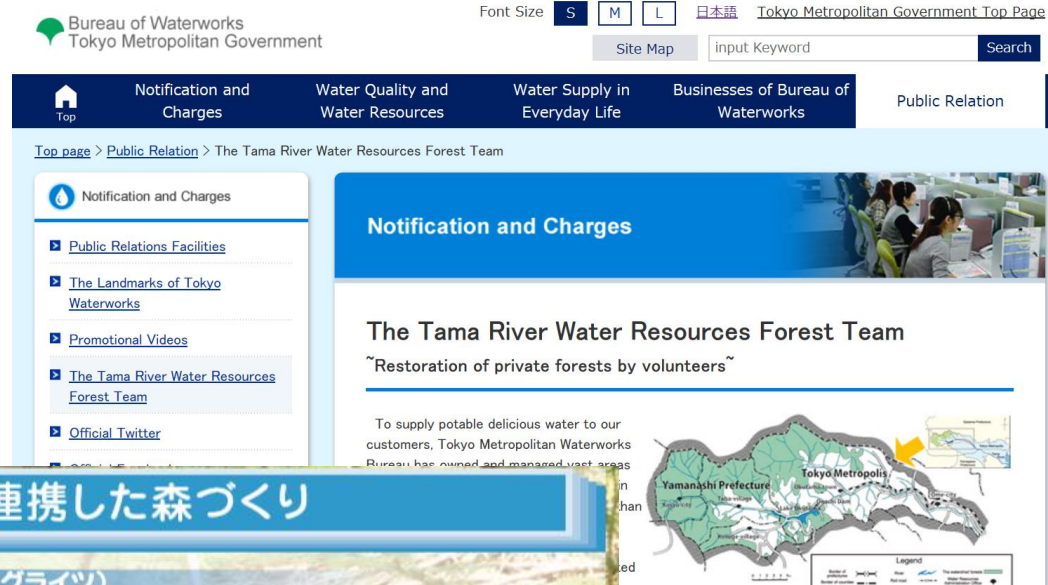 Bureau of Waterworks
Tokyo Metropolitan Government
Font Size S M L 日本語 Tokyo Metropolitan Government Top Page
Site Map input Keyword Search
Top
Notification and
Charges
Water Quality and
Water Resources
Water Supply in
Everyday Life
Businesses of Bureau of
Waterworks
Public Relation
Top page > Public Relation > The Tama River Water Resources Forest Team
Notification and Charges
Public Relations Facilities
The Landmarks of Tokyo
Waterworks
Promotional Videos
The Tama River Water Resources
Forest Team
Official Twitter
Notification and Charges
The Tama River Water Resources Forest Team
~Restoration of private forests by volunteers~
To supply potable delicious water to our
customers, Tokyo Metropolitan Waterworks
Bureau has owned and managed vast areas
Tokyo Metropolis
Yamanashi Prefecture
Legend
連携した森づくり
グライツ)